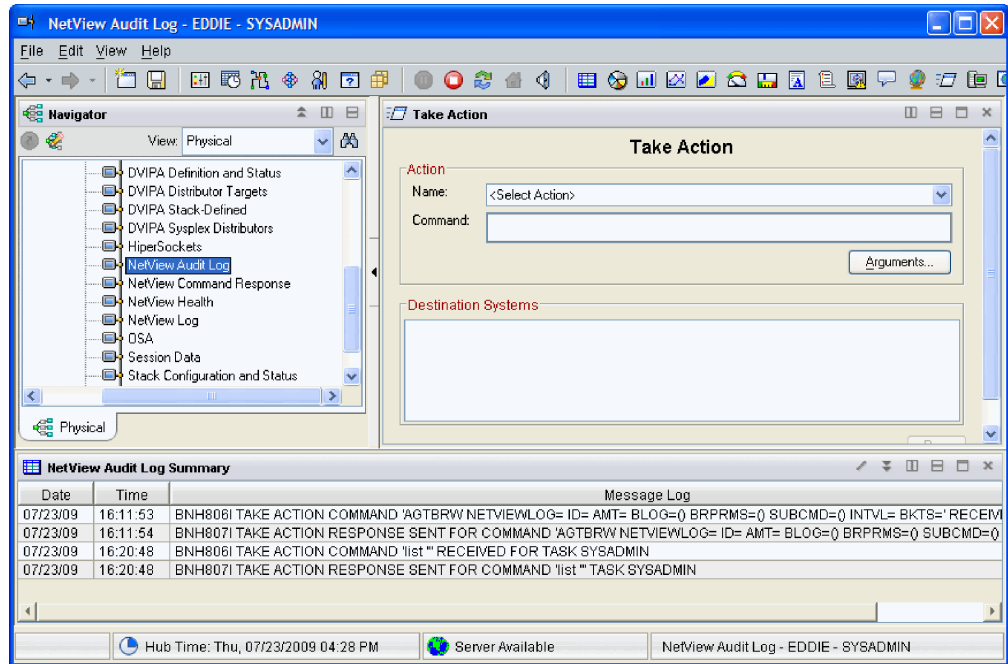 NetView Audit Log - EDDIE - SYSADMIN
File Edit View Help
Navigator
View: Physical
DVIPA Definition and Status
DVIPA Distributor Targets
DVIPA Stack-Defined
DVIPA Sysplex Distributors
HiperSockets
NetView Audit Log
NetView Command Response
NetView Health
NetView Log
OSA
Session Data
Stack Configuration and Status
Physical
Take Action
Take Action
Action
Name: <Select Action>
Command:
Arguments...
Destination Systems
NetView Audit Log Summary
Date Time Message Log
07/23/09 16:11:53 BNH806I TAKE ACTION COMMAND 'AGTBRW NETVIEWLOG= ID= AMT= BLOG=() BRPRMS=() SUBCMD=() INTVL= BKTS=' RECEIVI
07/23/09 16:11:54 BNH807I TAKE ACTION RESPONSE SENT FOR COMMAND 'AGTBRW NETVIEWLOG= ID= AMT= BLOG=() BRPRMS=() SUBCMD=()
07/23/09 16:20:48 BNH806I TAKE ACTION COMMAND 'list "' RECEIVED FOR TASK SYSADMIN
07/23/09 16:20:48 BNH807I TAKE ACTION RESPONSE SENT FOR COMMAND 'list "' TASK SYSADMIN
Hub Time: Thu, 07/23/2009 04:28 PM
Server Available
NetView Audit Log - EDDIE - SYSADMIN